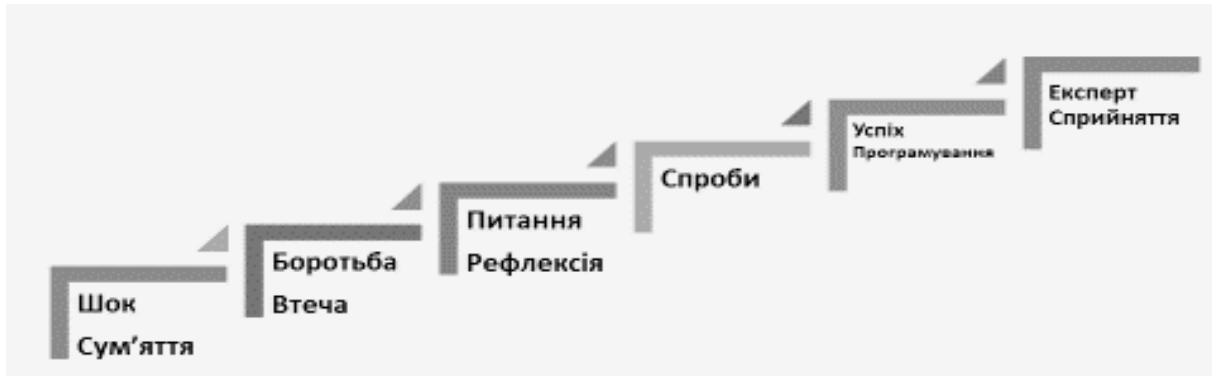 Шок
Сум’яття
Боротьба
Втеча
Питання
Рефлексія
Спроби
Успіх
Програмування
Експерт
Сприйняття